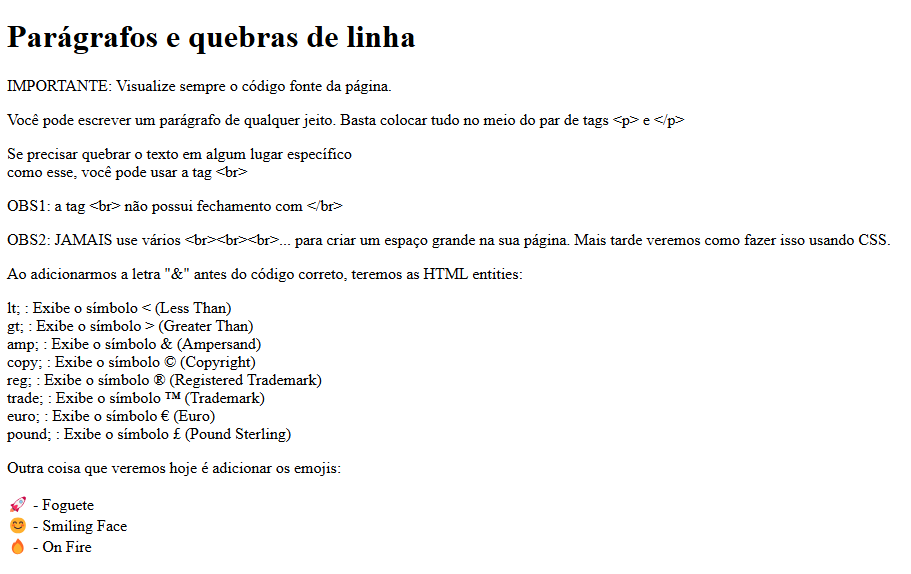 Parágrafos e quebras de linha
IMPORTANTE: Visualize sempre o código fonte da página.
Você pode escrever um parágrafo de qualquer jeito. Basta colocar tudo no meio do par de tags <p> e </p>
Se precisar quebrar o texto em algum lugar específico
como esse, você pode usar a tag <br>
OBS1: a tag <br> não possui fechamento com </br>
OBS2: JAMAIS use vários <br><br><br>... para criar um espaço grande na sua página. Mais tarde veremos como fazer isso usando CSS.
Ao adicionarmos a letra "&" antes do código correto, teremos as HTML entities:
lt; : Exibe o símbolo < (Less Than)
gt; : Exibe o símbolo > (Greater Than)
amp; : Exibe o símbolo & (Ampersand)
copy; : Exibe o símbolo © (Copyright)
reg; : Exibe o símbolo ® (Registered Trademark)
trade; : Exibe o símbolo ™ (Trademark)
euro; : Exibe o símbolo € (Euro)
pound; : Exibe o símbolo £ (Pound Sterling)
Outra coisa que veremos hoje é adicionar os emojis:
🚀 - Foguete
😊 - Smiling Face
🔥 - On Fire